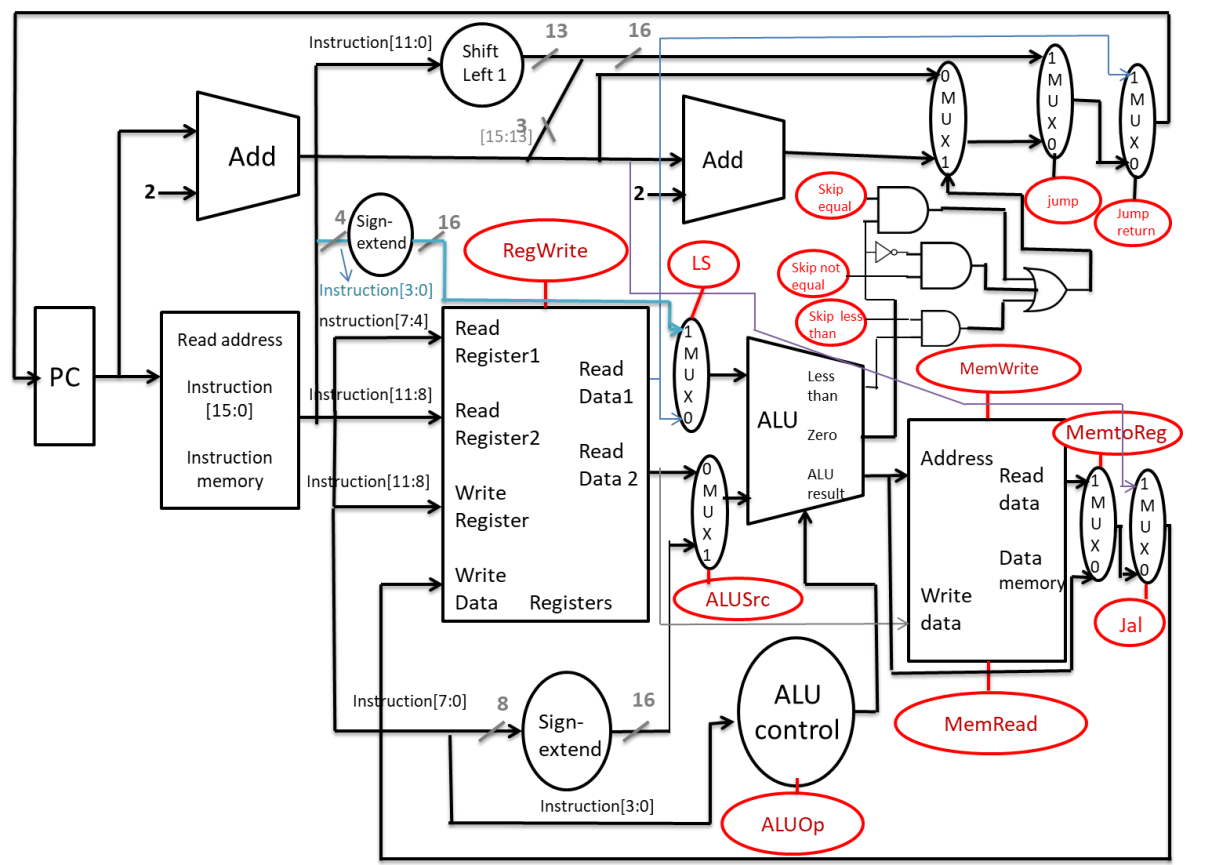 Instruction[11:0]
Shift
Left 1
13
16
3
[15:13]
Add
2
Add
2
0
M
U
X
1
1
M
U
X
0
1
M
U
X
0
Skip
equal
jump
Jump
return
Skip not
equal
Skip less
than
4
Sign-
extend
16
Instruction[3:0]
RegWrite
LS
PC
Read address
Instruction
[15:0]
Instruction
memory
nstruction[7:4]
Instruction[11:8]
Instruction[11:8]
Read
Register1
Read
Register2
Write
Register
Write
Data
Registers
Read
Data1
Read
Data 2
1
M
U
X
0
0
M
U
X
1
ALUSrc
ALU
Less
than
Zero
ALU
result
MemWrite
MemtoReg
Address
Read
data
Data
memory
Write
data
1
M
U
X
0
1
M
U
X
0
Jal
MemRead
Instruction[7:0]
8
Sign-
extend
16
Instruction[3:0]
ALU
control
ALUOp